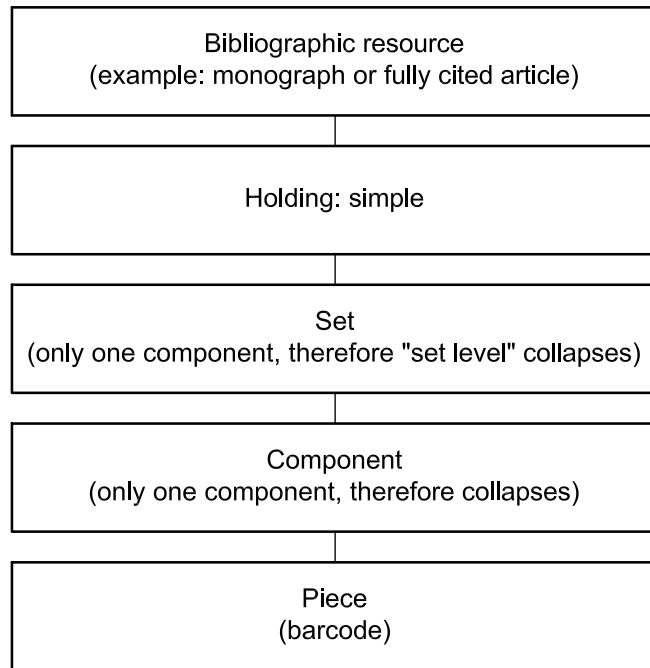 Bibliographic resource
(example: monograph or fully cited article)
Holding: simple
Set
(only one component, therefore "set level" collapses)
Component
(only one component, therefore collapses)
Piece
(barcode)